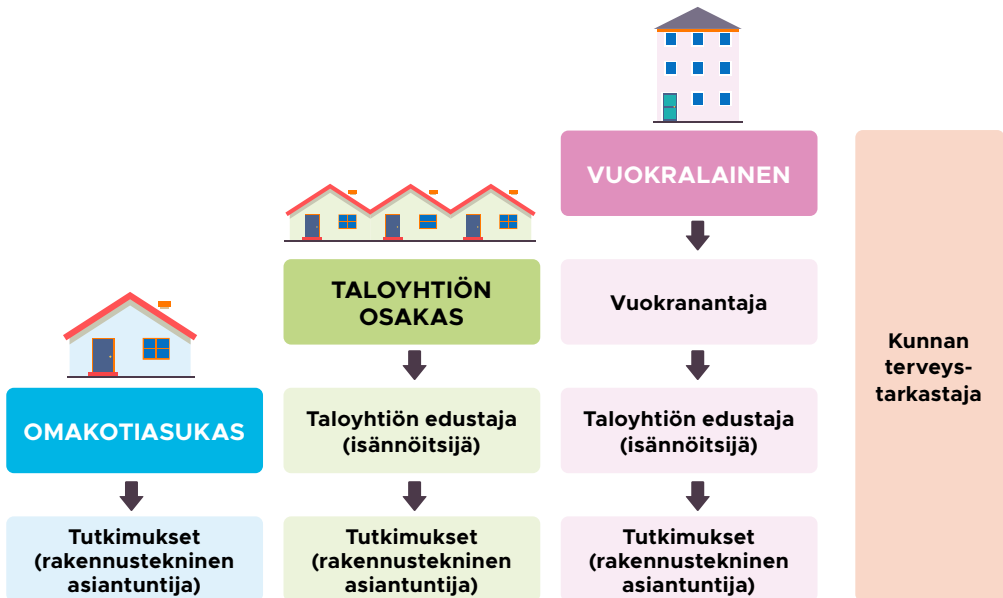 VUOKRALAINEN
TALOYHTIÖN
OSAKAS
Vuokranantaja
Kunnan
terveys-
tarkastaja
OMAKOTIASUKAS
Taloyhtiön edustaja
(isännöitsijä)
Taloyhtiön edustaja
(isännöitsijä)
Tutkimukset
(rakennustekninen
asiantuntija)
Tutkimukset
(rakennustekninen
asiantuntija)
Tutkimukset
(rakennustekninen
asiantuntija)